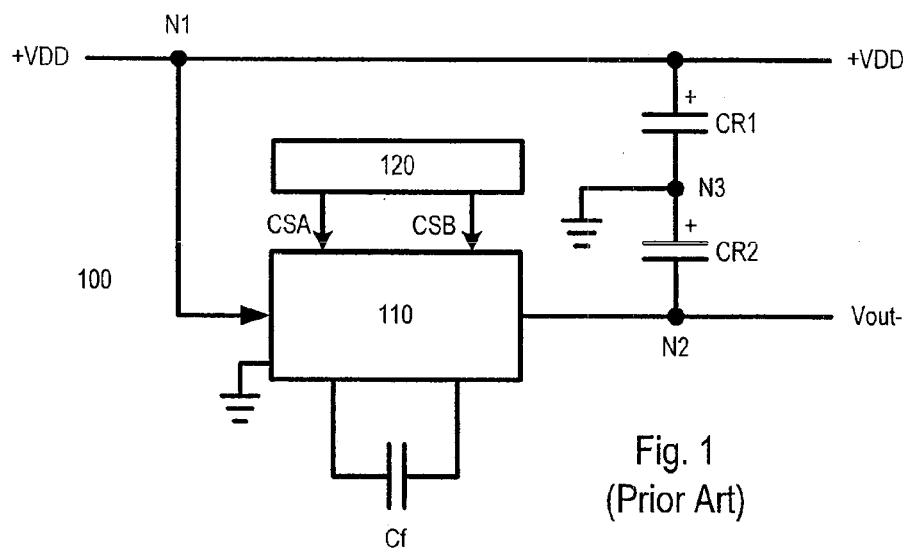 N1
+VDD
+VDD
+
CR1
120
N3
CSA
CSB
+
CR2
100
110
Vout-
N2
Fig. 1
(Prior Art)
Cf